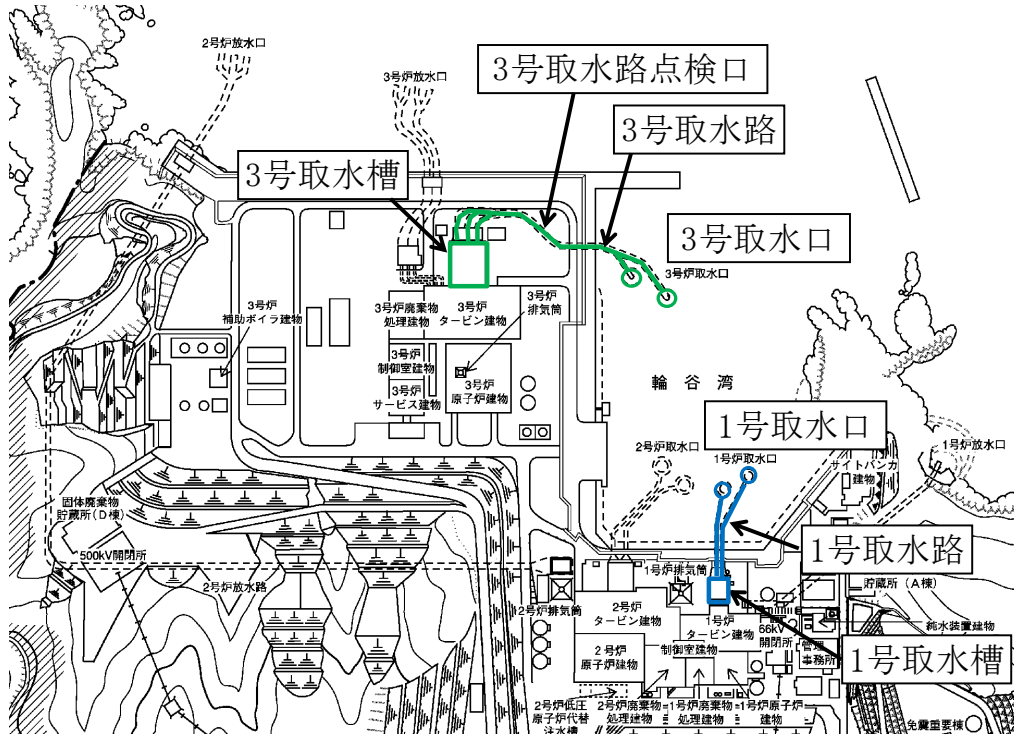 2号炉放水口
3号炉放水口
3号取水路点検口
3号取水路
3号取水槽
3号取水口
3号炉取水口
3号炉
補助ボイラ建物
3号炉廃棄物
処理建物
3号炉
タービン建物
3号炉
排気筒
3号炉
制御室建物
3号炉
サービス建物
3号炉
原子炉建物
輪谷湾
1号取水口
2号炉取水口
1号炉取水口
1号炉放水口
サイトバンカ
建物
固体廃棄物
貯蔵所(D棟)
500kV開閉所
2号炉放水路
1号取水路
1号炉排気筒
2号炉排気筒
貯蔵所（A棟）
2号炉
タービン建物
1号炉
タービン建物
66kV
開閉所
純水装置建物
2号炉
原子炉建物
制御室建物
管理
事務所
1号取水槽
2号炉低圧
原子炉代替
注水槽
2号炉廃棄物
処理建物
1号炉廃棄物
処理建物
1号炉原子炉
建物
免震重要棟